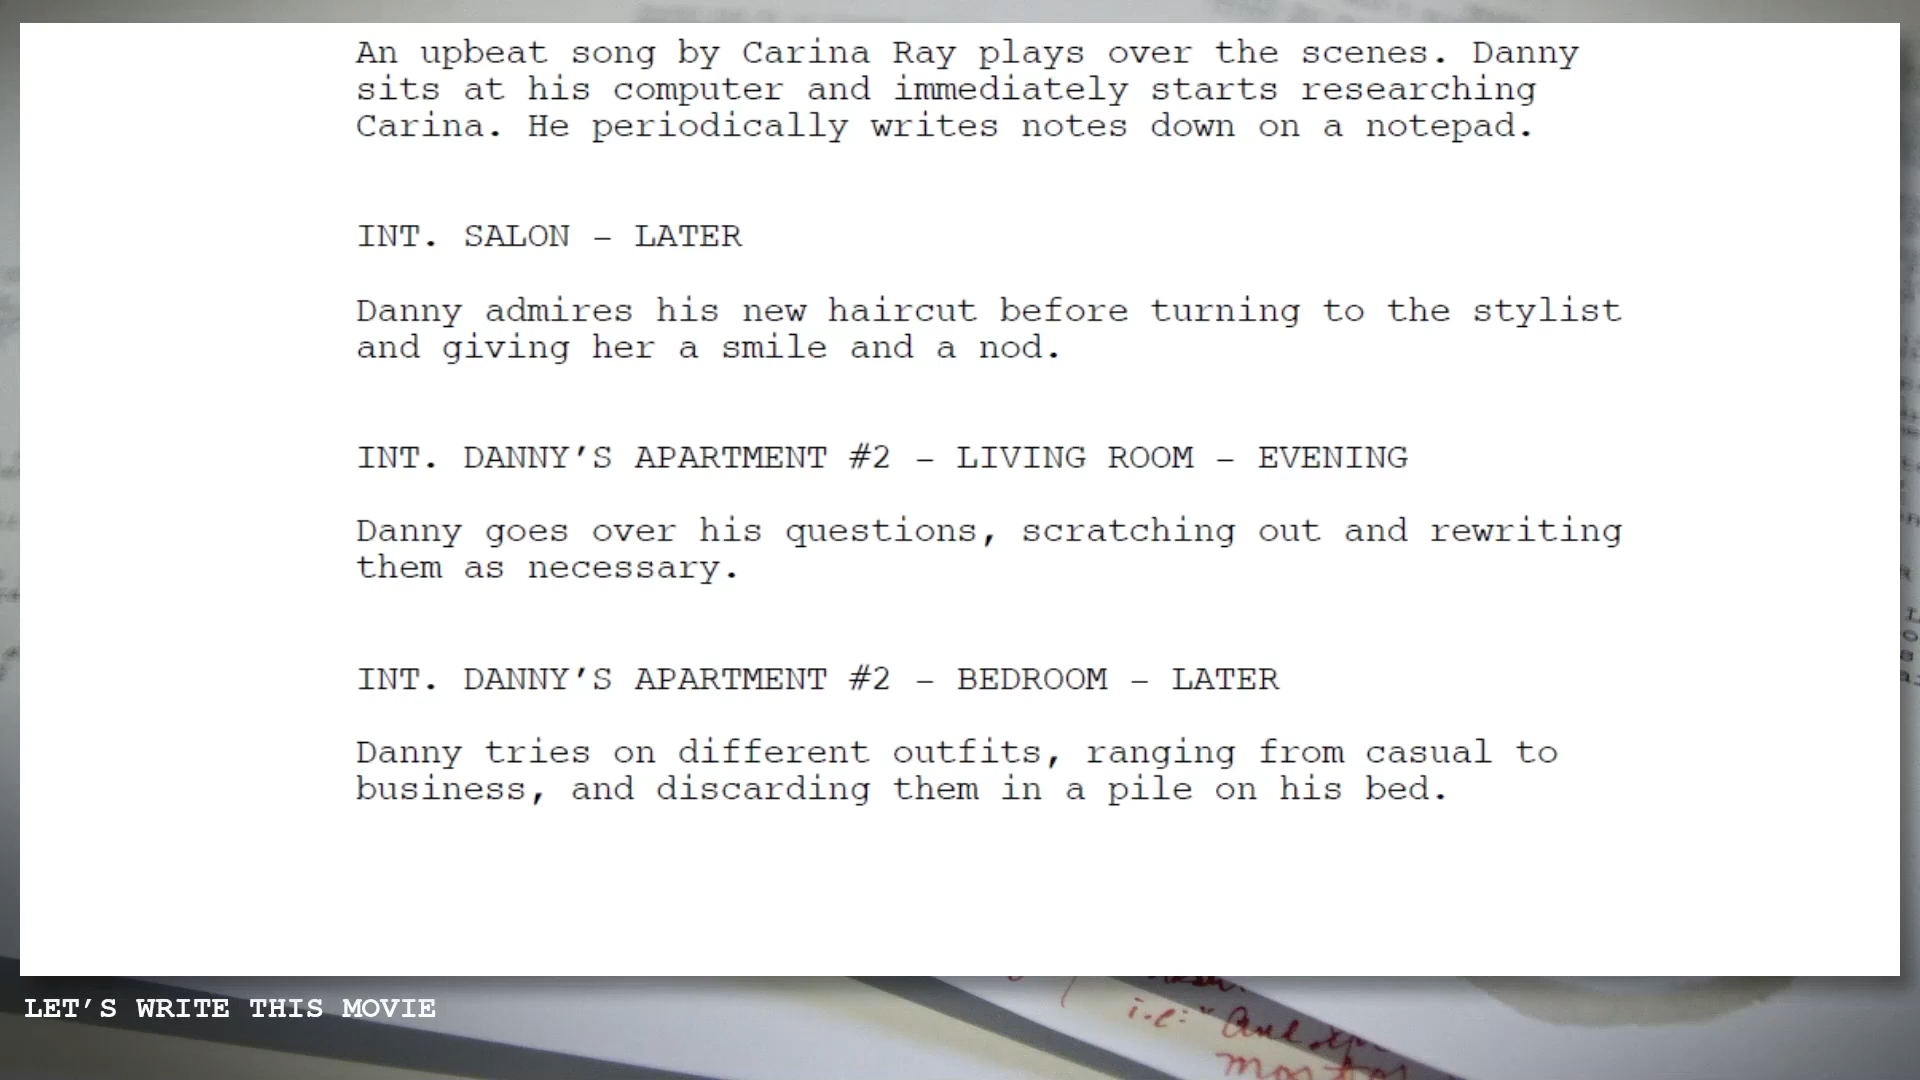 An upbeat song by Carina Ray plays over the scenes. Danny
sits at his computer and immediately starts researching
Carina. He periodically writes notes down on a notepad.
INT. SALON – LATER
Danny admires his new haircut before turning to the stylist
and giving her a smile and a nod.
INT. DANNY’S APARTMENT #2 – LIVING ROOM – EVENING
Danny goes over his questions, scratching out and rewriting
them as necessary.
INT. DANNY’S APARTMENT #2 – BEDROOM – LATER
Danny tries on different outfits, ranging from casual to
business, and discarding them in a pile on his bed.
LET’S WRITE THIS MOVIE
i.e: "And